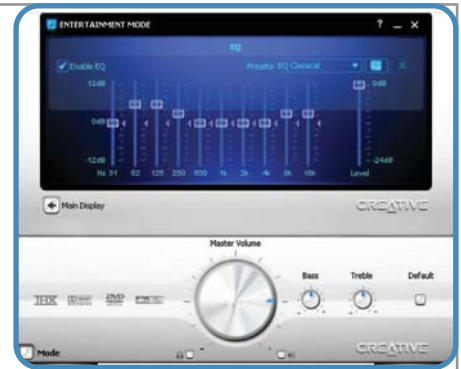 ENTERTAINMENT MODE ? _ ×
EQ
Enable EQ Presets: EQ Classical
12dB 0dB
0dB
-12dB -24dB
Hz 31 62 125 250 500 1k 2k 4k 8k 16k Level
Main Display CREATIVE
Master Volume
Bass Treble Default
THX
DVD
Mode CREATIVE